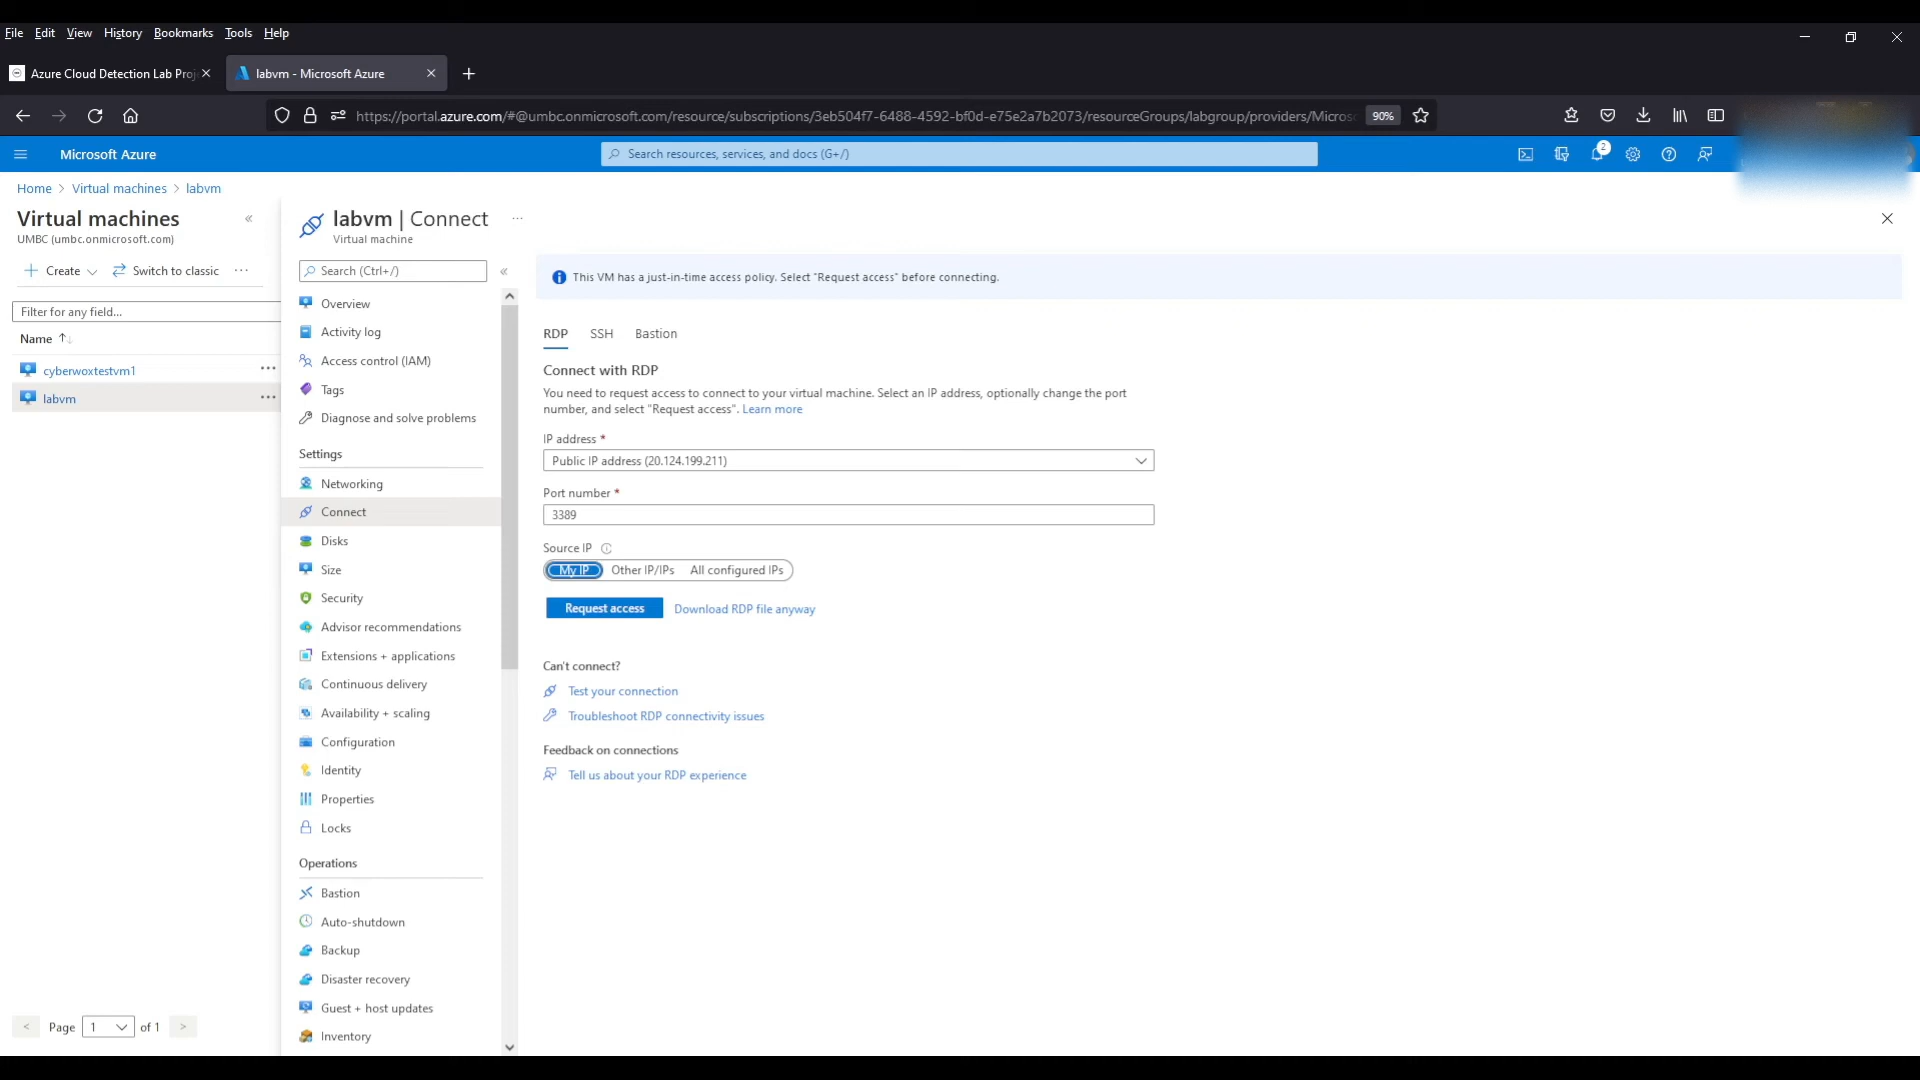 File Edit View History Bookmarks Tools Help
Azure Cloud Detection Lab Proj
labvm - Microsoft Azure
https://portal.azure.com/#@umbc.onmicrosoft.com/resource/subscriptions/3eb504f7-6488-4592-bf0d-e75e2a7b2073/resourceGroups/labgroup/providers/Micros
90%
Microsoft Azure
Search resources, services, and docs (G+/)
2
Home > Virtual machines > labvm
Virtual machines
UMBC (umbc.onmicrosoft.com)
Create
Switch to classic
Filter for any field...
Name
cyberwoxtestvm1
labvm
Page 1 of 1
labvm | Connect
Virtual machine
Search (Ctrl+/)
Overview
Activity log
Access control (IAM)
Tags
Diagnose and solve problems
Settings
Networking
Connect
Disks
Size
Security
Advisor recommendations
Extensions + applications
Continuous delivery
Availability + scaling
Configuration
Identity
Properties
Locks
Operations
Bastion
Auto-shutdown
Backup
Disaster recovery
Guest + host updates
Inventory
This VM has a just-in-time access policy. Select "Request access" before connecting.
RDP SSH Bastion
Connect with RDP
You need to request access to connect to your virtual machine. Select an IP address, optionally change the port
number, and select "Request access". Learn more
IP address *
Public IP address (20.124.199.211)
Port number *
3389
Source IP
My IP Other IP/IPs All configured IPs
Request access Download RDP file anyway
Can't connect?
Test your connection
Troubleshoot RDP connectivity issues
Feedback on connections
Tell us about your RDP experience